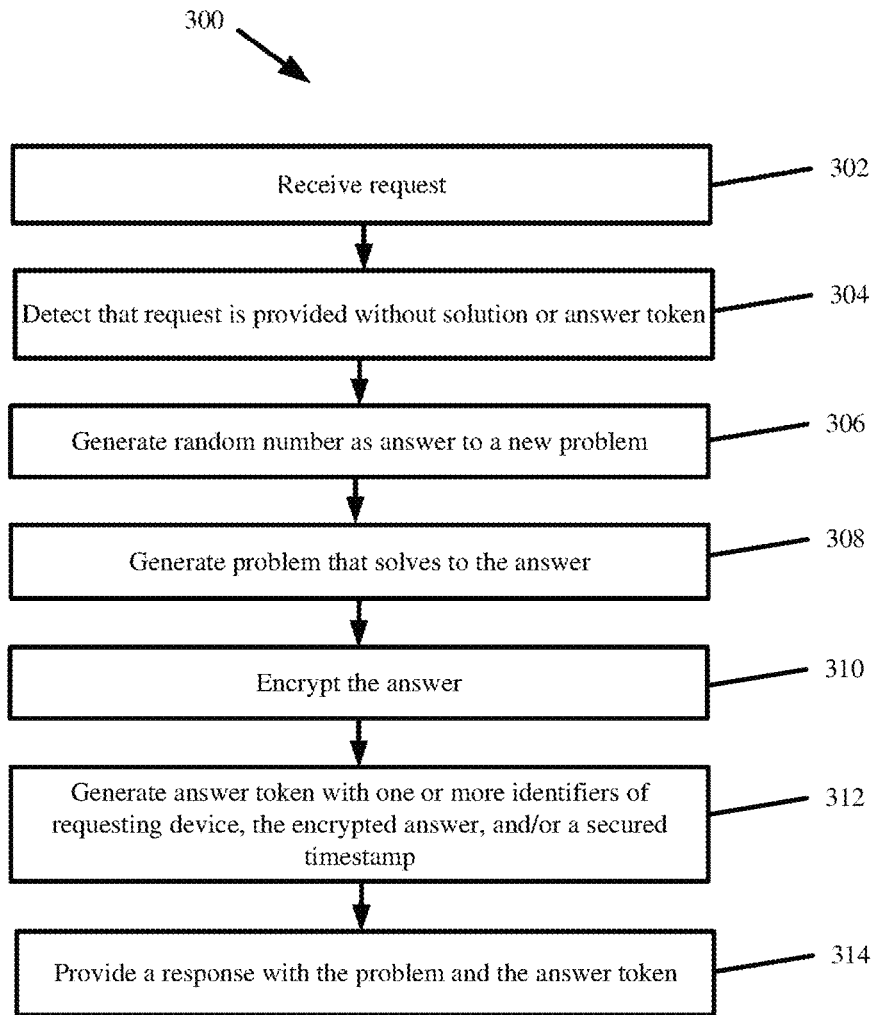 300
Receive request
302
Detect that request is provided without solution or answer token
304
Generate random number as answer to a new problem
306
Generate problem that solves to the answer
308
Encrypt the answer
310
Generate answer token with one or more identifiers of
requesting device, the encrypted answer, and/or a secured
timestamp
312
Provide a response with the problem and the answer token
314